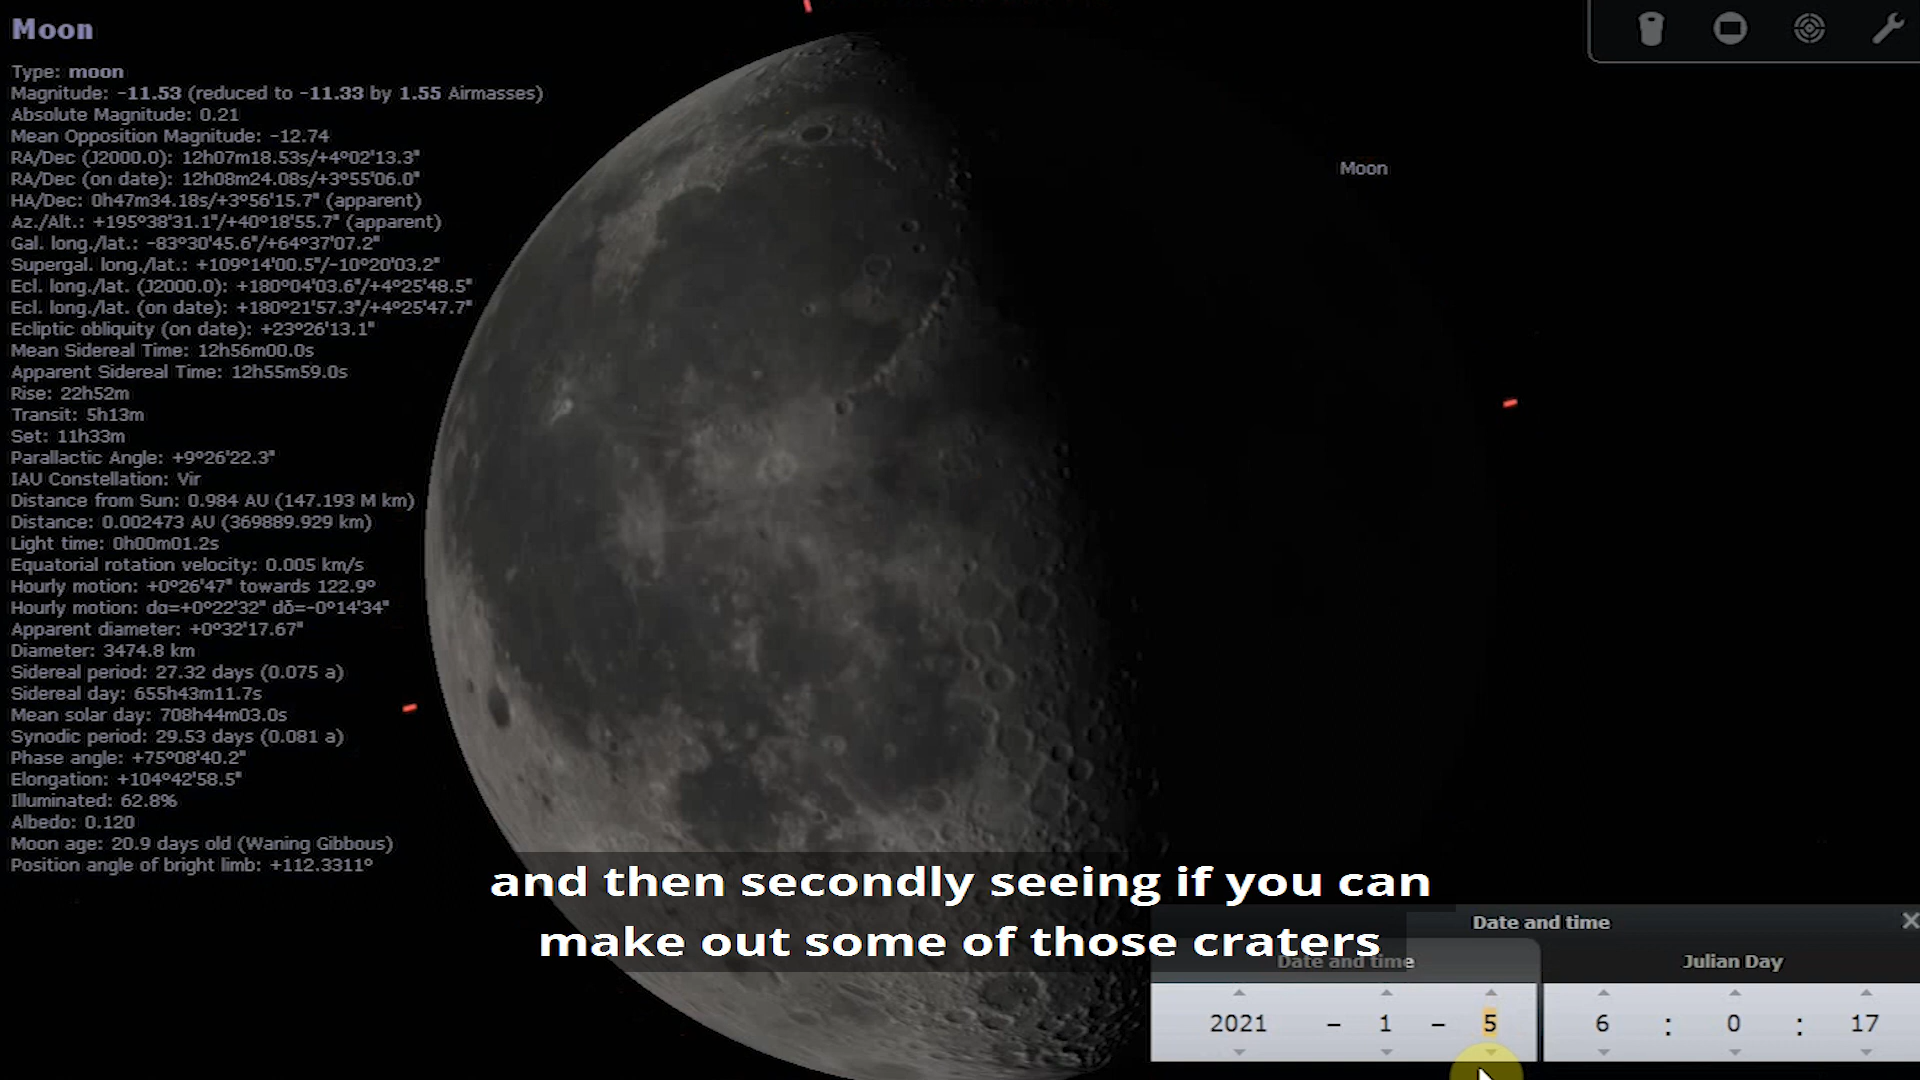 Moon
Type: moon
Magnitude: -11.53 (reduced to -11.33 by 1.55 Airmasses)
Absolute Magnitude: 0.21
Mean Opposition Magnitude: -12.74
RA/Dec (J2000.0): 12h07m18.53s/+4°02'13.3"
RA/Dec (on date): 12h08m24.08s/+3°55'06.0"
HA/Dec: 0h47m34.18s/+3°56'15.7" (apparent)
Az./Alt.: +195°38'31.1"/+40°18'55.7" (apparent)
Gal. long./lat.: -83°30'45.6"/+64°37'07.2"
Supergal. long./lat.: +109°14'00.5"/-10°20'03.2"
Ecl. long./lat. (J2000.0): +180°04'03.6"/+4°25'48.5"
Ecl. long./lat. (on date): +180°21'57.3"/+4°25'47.7"
Ecliptic obliquity (on date): +23°26'13.1"
Mean Sidereal Time: 12h56m00.0s
Apparent Sidereal Time: 12h55m59.0s
Rise: 22h52m
Transit: 5h13m
Set: 11h33m
Parallactic Angle: +9°26'22.3"
IAU Constellation: Vir
Distance from Sun: 0.984 AU (147.193 M km)
Distance: 0.002473 AU (369889.929 km)
Light time: 0h00m01.2s
Equatorial rotation velocity: 0.005 km/s
Hourly motion: +0°26'47" towards 122.9°
Hourly motion: dα=+0°22'32" dδ=-0°14'34"
Apparent diameter: +0°32'17.67"
Diameter: 3474.8 km
Sidereal period: 27.32 days (0.075 a)
Sidereal day: 655h43m11.7s
Mean solar day: 708h44m03.0s
Synodic period: 29.53 days (0.081 a)
Phase angle: +75°08'40.2"
Elongation: +104°42'58.5"
Illuminated: 62.8%
Albedo: 0.120
Moon age: 20.9 days old (Waning Gibbous)
Position angle of bright limb: +112.3311°
Moon
and then secondly seeing if you can
make out some of those craters
Date and time
Date and time Julian Day
2021 - 1 - 5 6 : 0 : 17